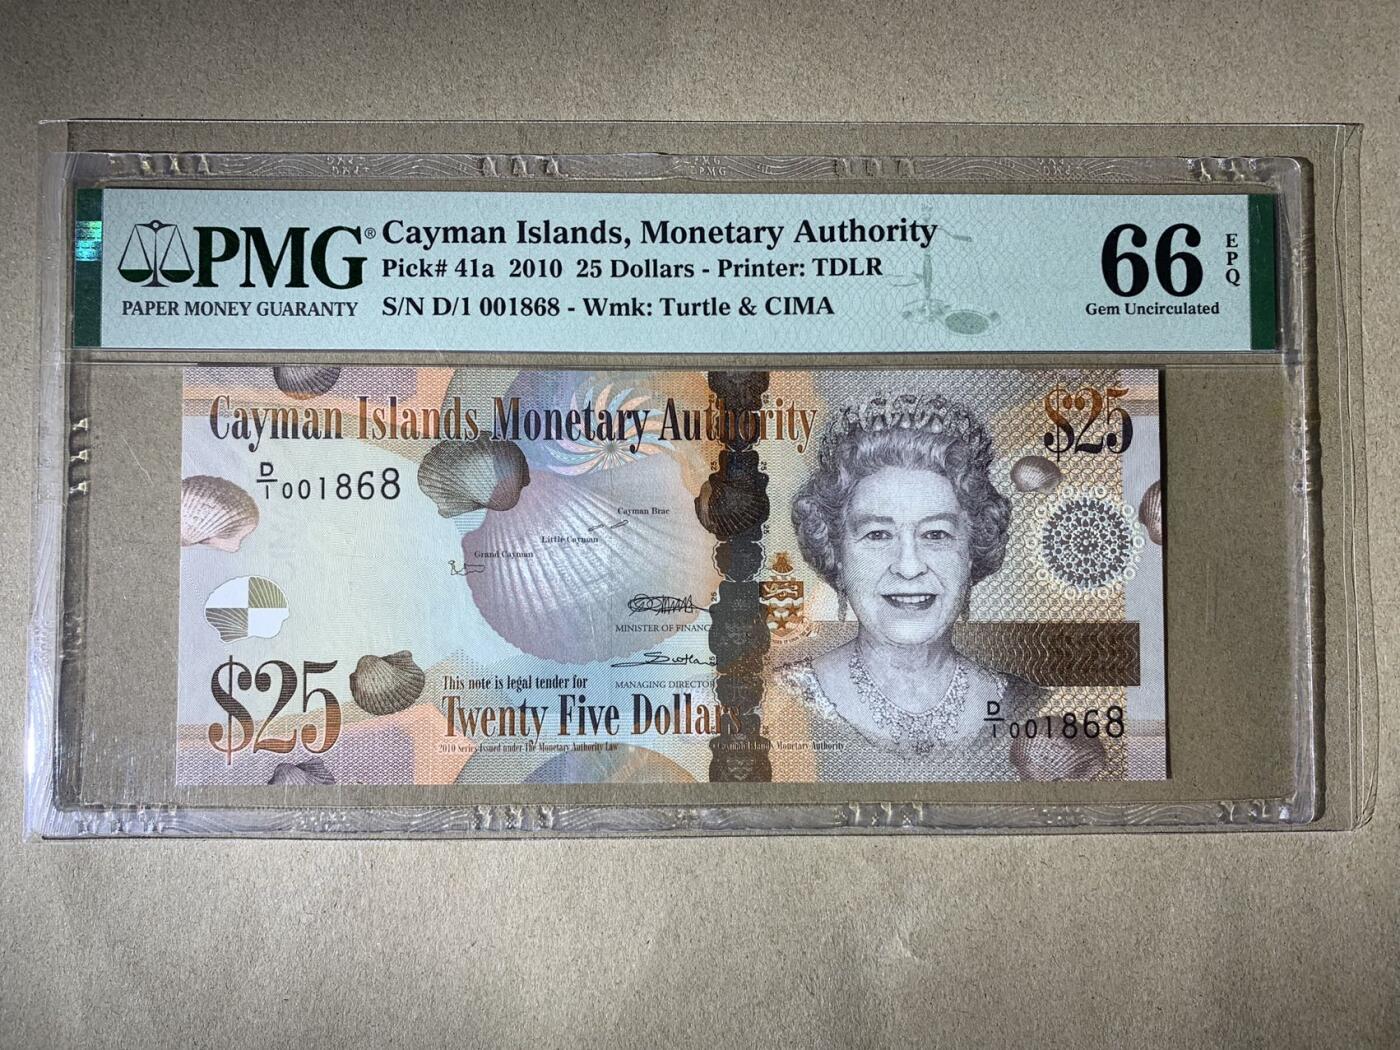 PMG® Cayman Islands, Monetary Authority
Pick# 41a 2010 25 Dollars - Printer: TDLR
PAPER MONEY GUARANTY S/N D/1 001868 - Wmk: Turtle & CIMA
66 EPQ
Gem Uncirculated
Cayman Islands Monetary Authority $25
D/1 001868
Cayman Brac
Little Cayman
Grand Cayman
MINISTER OF FINANC
MANAGING DIRECTOR
$25 This note is legal tender for
Twenty Five Dollars
D/1 001868
2010 Series Issued under The Monetary Authority Law
Cayman Islands Monetary Authority